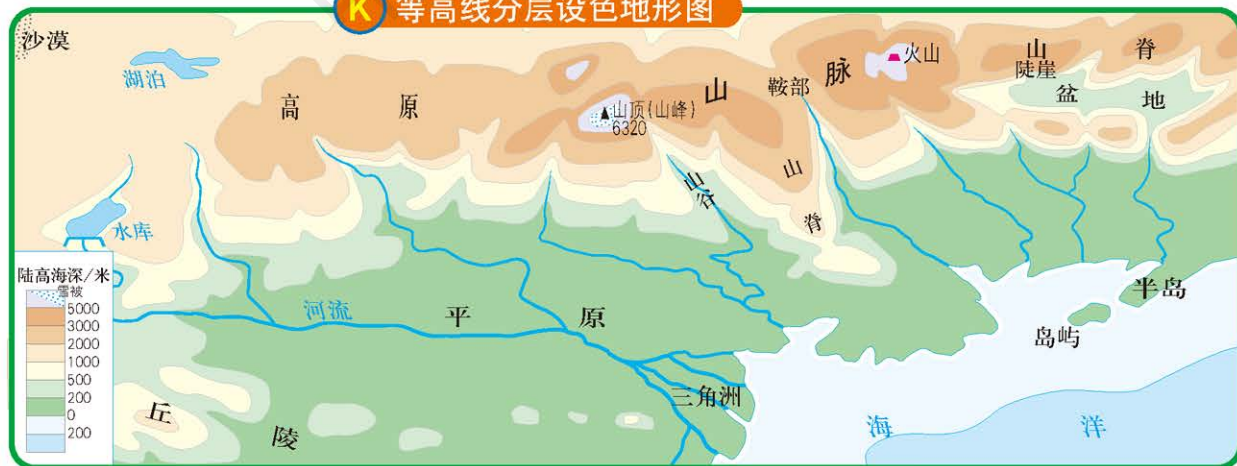 K 等高线分层设色地形图
沙漠
湖泊
高原
山顶(山峰)
6320
山脉
鞍部
火山
山脊
陡崖
盆地
山谷
山脊
水库
陆高海深/米
雪被
5000
3000
2000
1000
500
200
0
200
河流
平原
半岛
岛屿
三角洲
丘陵
海洋